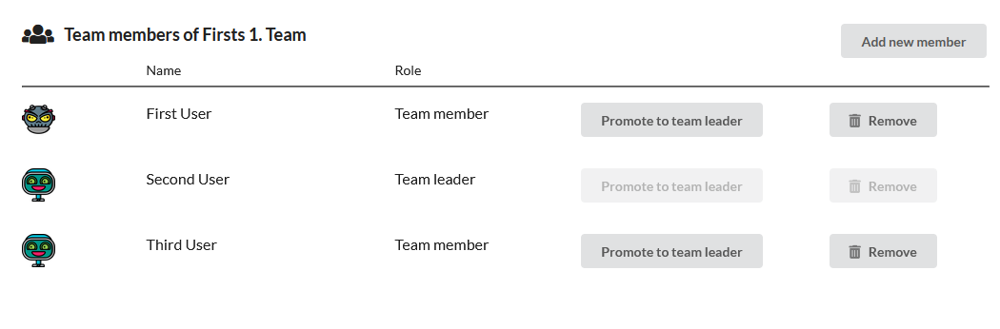 Team members of Firsts 1. Team
Add new member
Name Role
First User Team member Promote to team leader Remove
Second User Team leader Promote to team leader Remove
Third User Team member Promote to team leader Remove